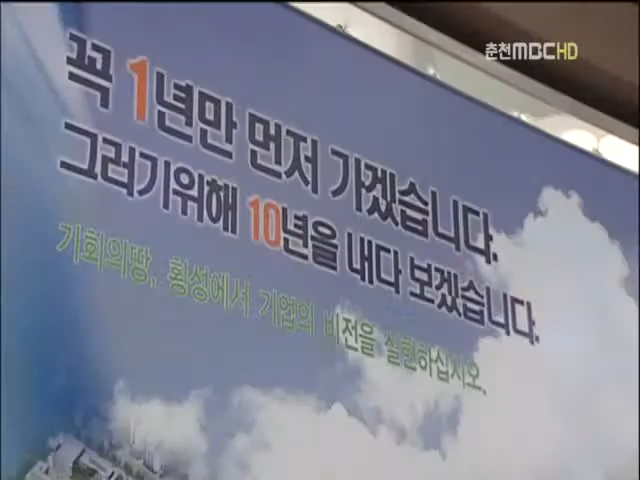 춘천MBCHD
꼭 1년만 먼저 가겠습니다.
그러기위해 10년을 내다 보겠습니다.
기회의땅, 횡성에서 기업의 비전을 실현하십시오.